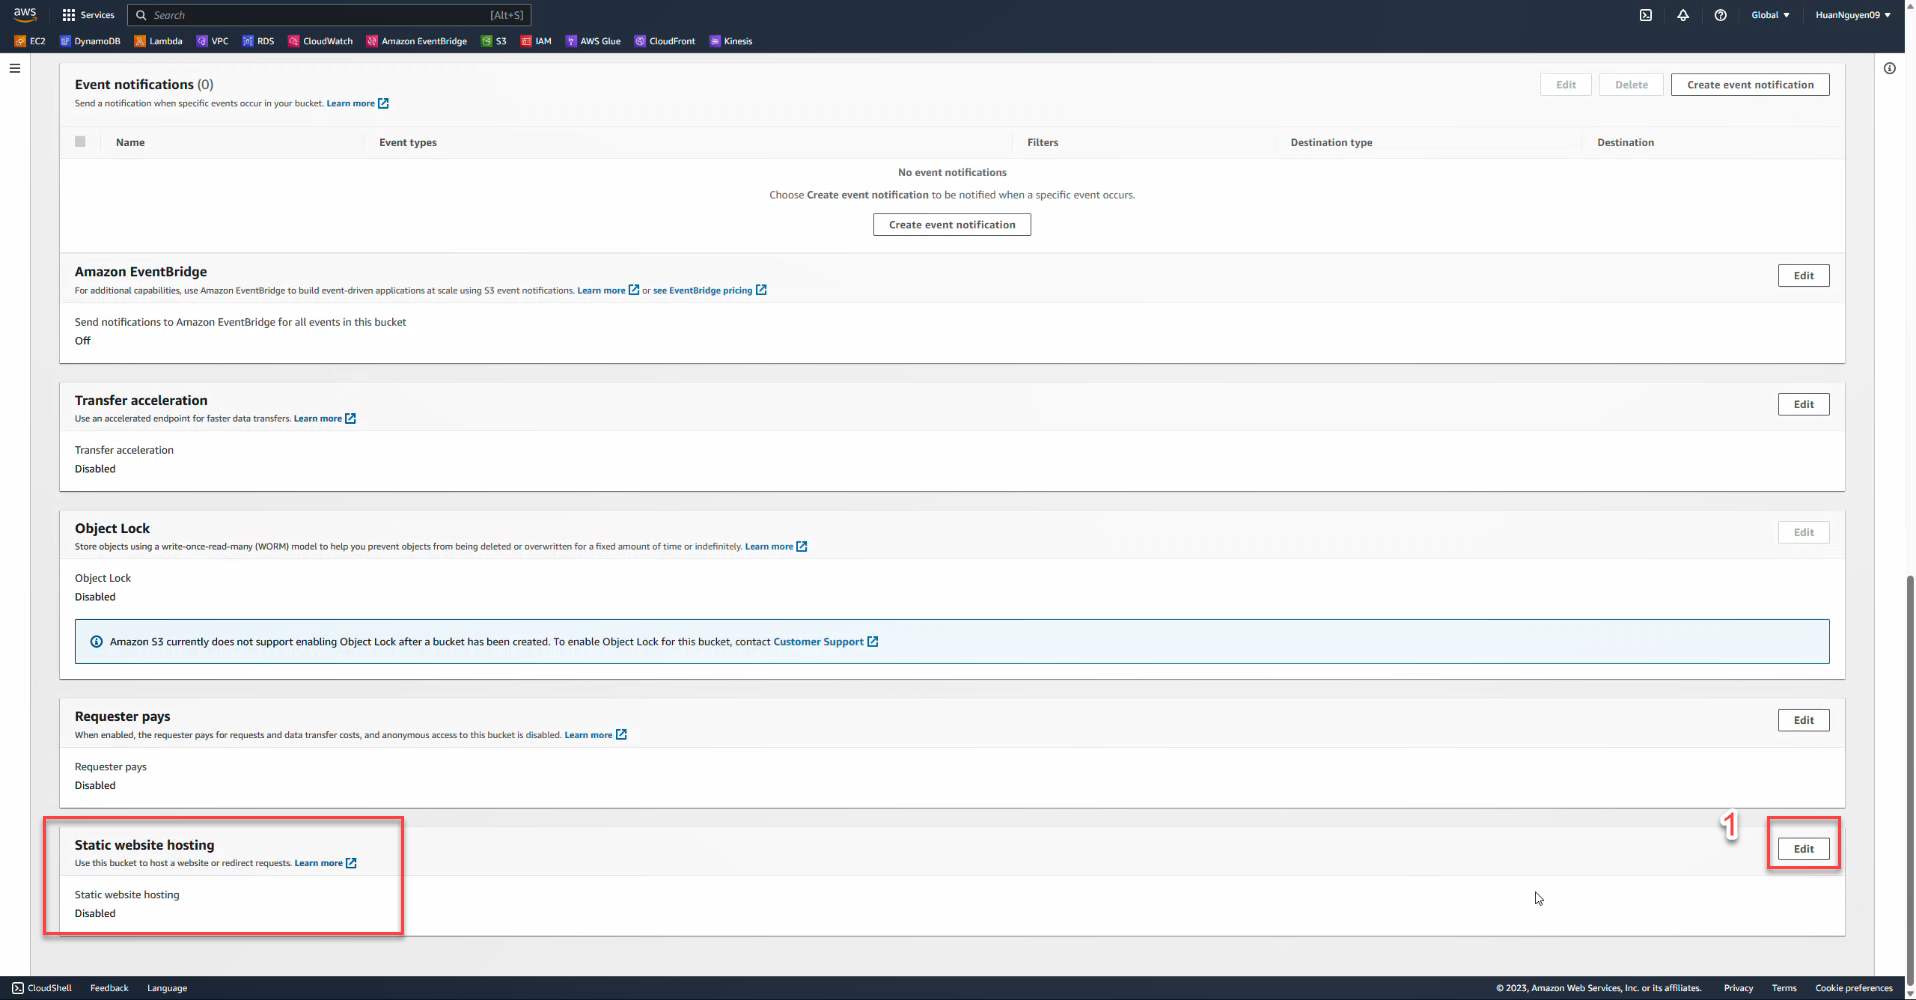 aws Services Search [Alt+S] Global HuanNguyen09
EC2 DynamoDB Lambda VPC RDS CloudWatch Amazon EventBridge S3 IAM AWS Glue CloudFront Kinesis
Event notifications (0) Edit Delete Create event notification
Send a notification when specific events occur in your bucket. Learn more
Name Event types Filters Destination type Destination
No event notifications
Choose Create event notification to be notified when a specific event occurs.
Create event notification
Amazon EventBridge Edit
For additional capabilities, use Amazon EventBridge to build event-driven applications at scale using S3 event notifications. Learn more or see EventBridge pricing
Send notifications to Amazon EventBridge for all events in this bucket
Off
Transfer acceleration Edit
Use an accelerated endpoint for faster data transfers. Learn more
Transfer acceleration
Disabled
Object Lock Edit
Store objects using a write-once-read-many (WORM) model to help you prevent objects from being deleted or overwritten for a fixed amount of time or indefinitely. Learn more
Object Lock
Disabled
Amazon S3 currently does not support enabling Object Lock after a bucket has been created. To enable Object Lock for this bucket, contact Customer Support
Requester pays Edit
When enabled, the requester pays for requests and data transfer costs, and anonymous access to this bucket is disabled. Learn more
Requester pays
Disabled
1
Static website hosting Edit
Use this bucket to host a website or redirect requests. Learn more
Static website hosting
Disabled
CloudShell Feedback Language © 2023, Amazon Web Services, Inc. or its affiliates. Privacy Terms Cookie preferences